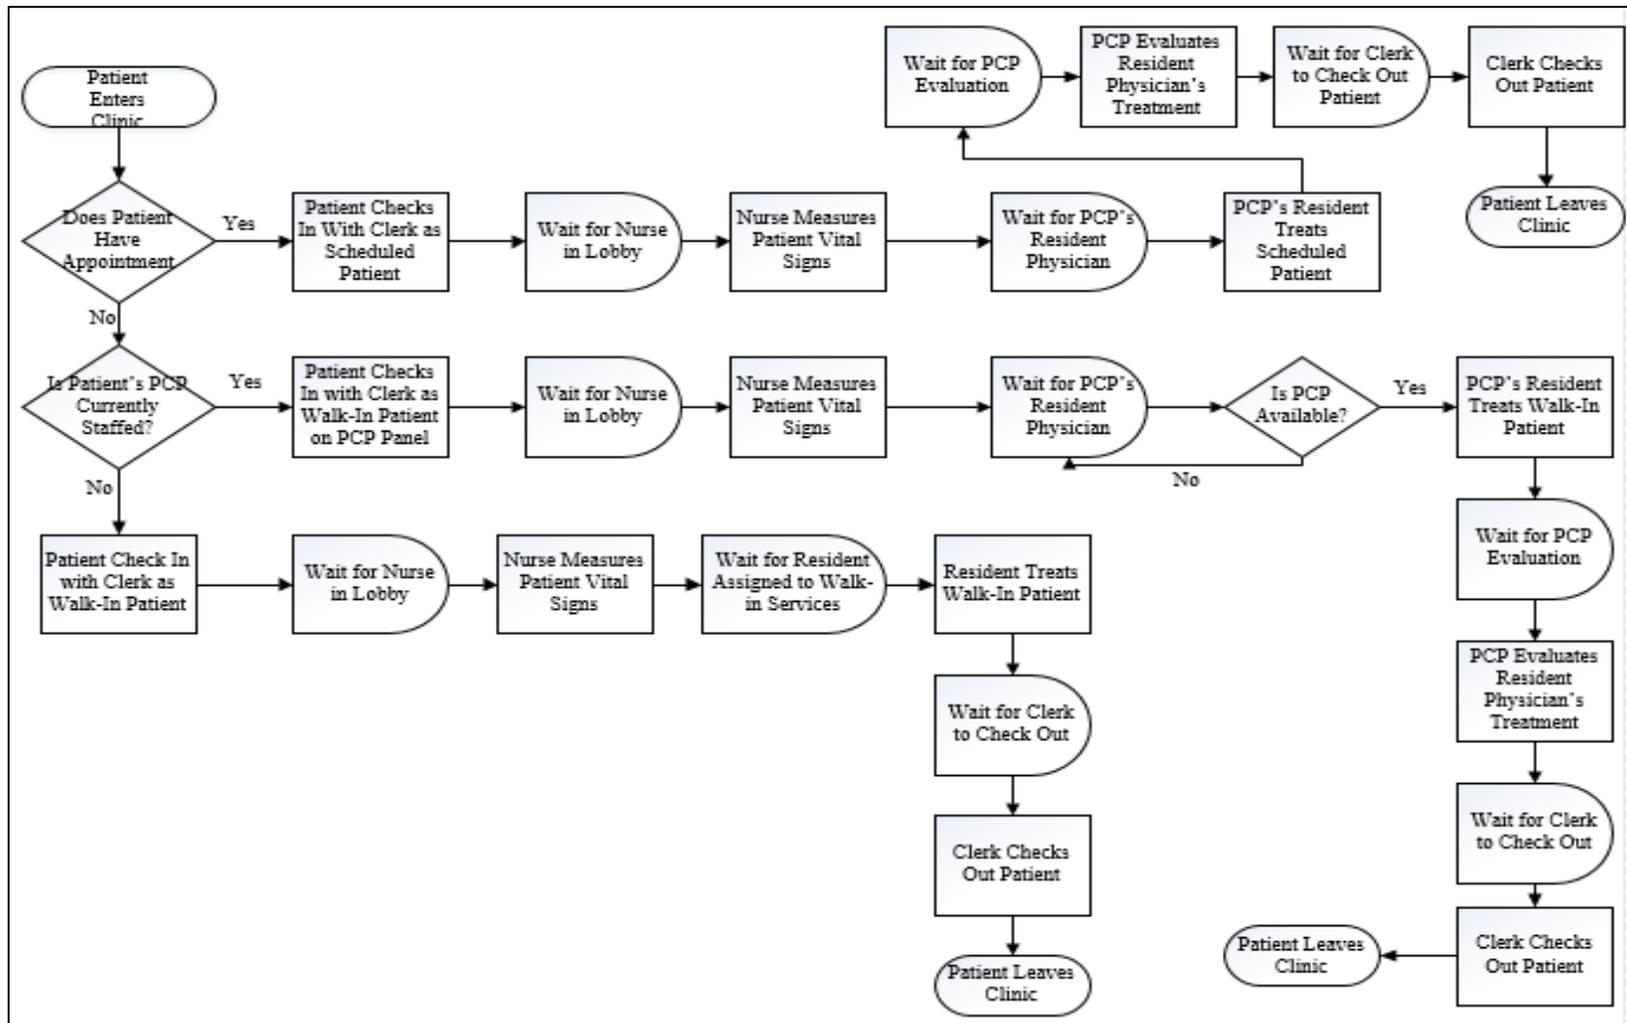 Patient
Enters
Clinic
Does Patient
Have
Appointment
Yes
Patient Checks
In With Clerk as
Scheduled
Patient
Wait for Nurse
in Lobby
Nurse Measures
Patient Vital
Signs
Wait for PCP's
Resident
Physician
PCP's Resident
Treats
Scheduled
Patient
Wait for PCP
Evaluation
PCP Evaluates
Resident
Physician's
Treatment
Wait for Clerk
to Check Out
Patient
Clerk Checks
Out Patient
Patient Leaves
Clinic
No
Is Patient's PCP
Currently
Staffed?
Yes
Patient Checks
In with Clerk as
Walk-In Patient
on PCP Panel
Wait for Nurse
in Lobby
Nurse Measures
Patient Vital
Signs
Wait for PCP's
Resident
Physician
Is PCP
Available?
No
Yes
PCP's Resident
Treats Walk-In
Patient
Wait for PCP
Evaluation
PCP Evaluates
Resident
Physician's
Treatment
Wait for Clerk
to Check Out
Clerk Checks
Out Patient
Patient Leaves
Clinic
No
Patient Check In
with Clerk as
Walk-In Patient
Wait for Nurse
in Lobby
Nurse Measures
Patient Vital
Signs
Wait for Resident
Assigned to Walk-
in Services
Resident Treats
Walk-In Patient
Wait for Clerk
to Check Out
Clerk Checks
Out Patient
Patient Leaves
Clinic